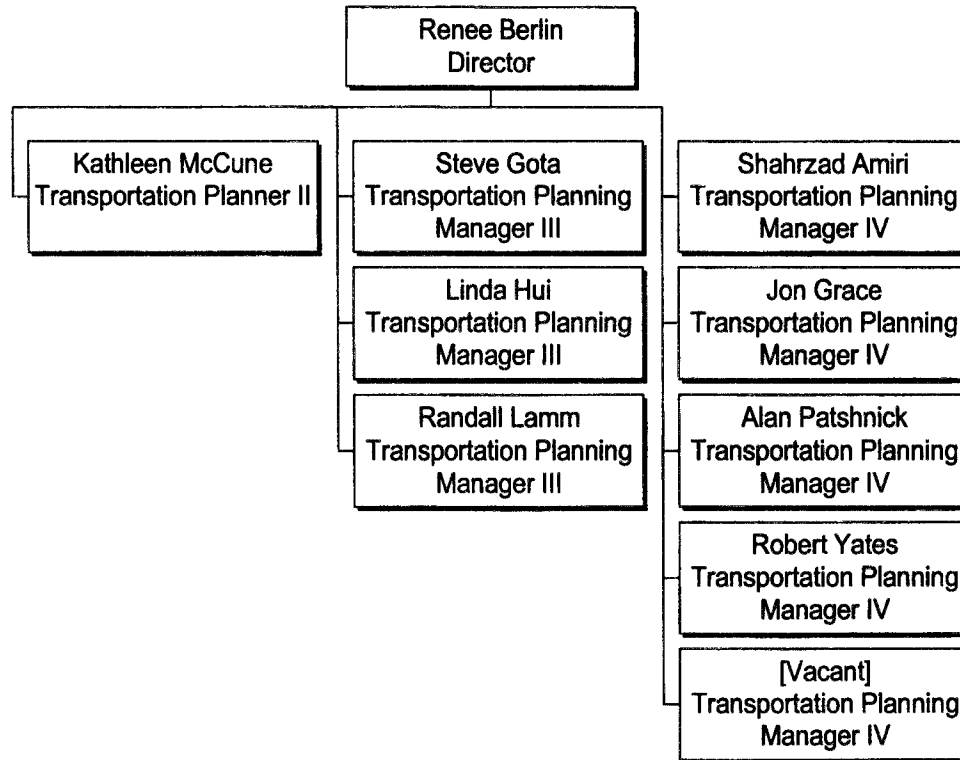 Renee Berlin
Director
Kathleen McCune
Transportation Planner II
Steve Gota
Transportation Planning
Manager III
Linda Hui
Transportation Planning
Manager III
Randall Lamm
Transportation Planning
Manager III
Shahrzad Amiri
Transportation Planning
Manager IV
Jon Grace
Transportation Planning
Manager IV
Alan Patshnick
Transportation Planning
Manager IV
Robert Yates
Transportation Planning
Manager IV
[Vacant]
Transportation Planning
Manager IV